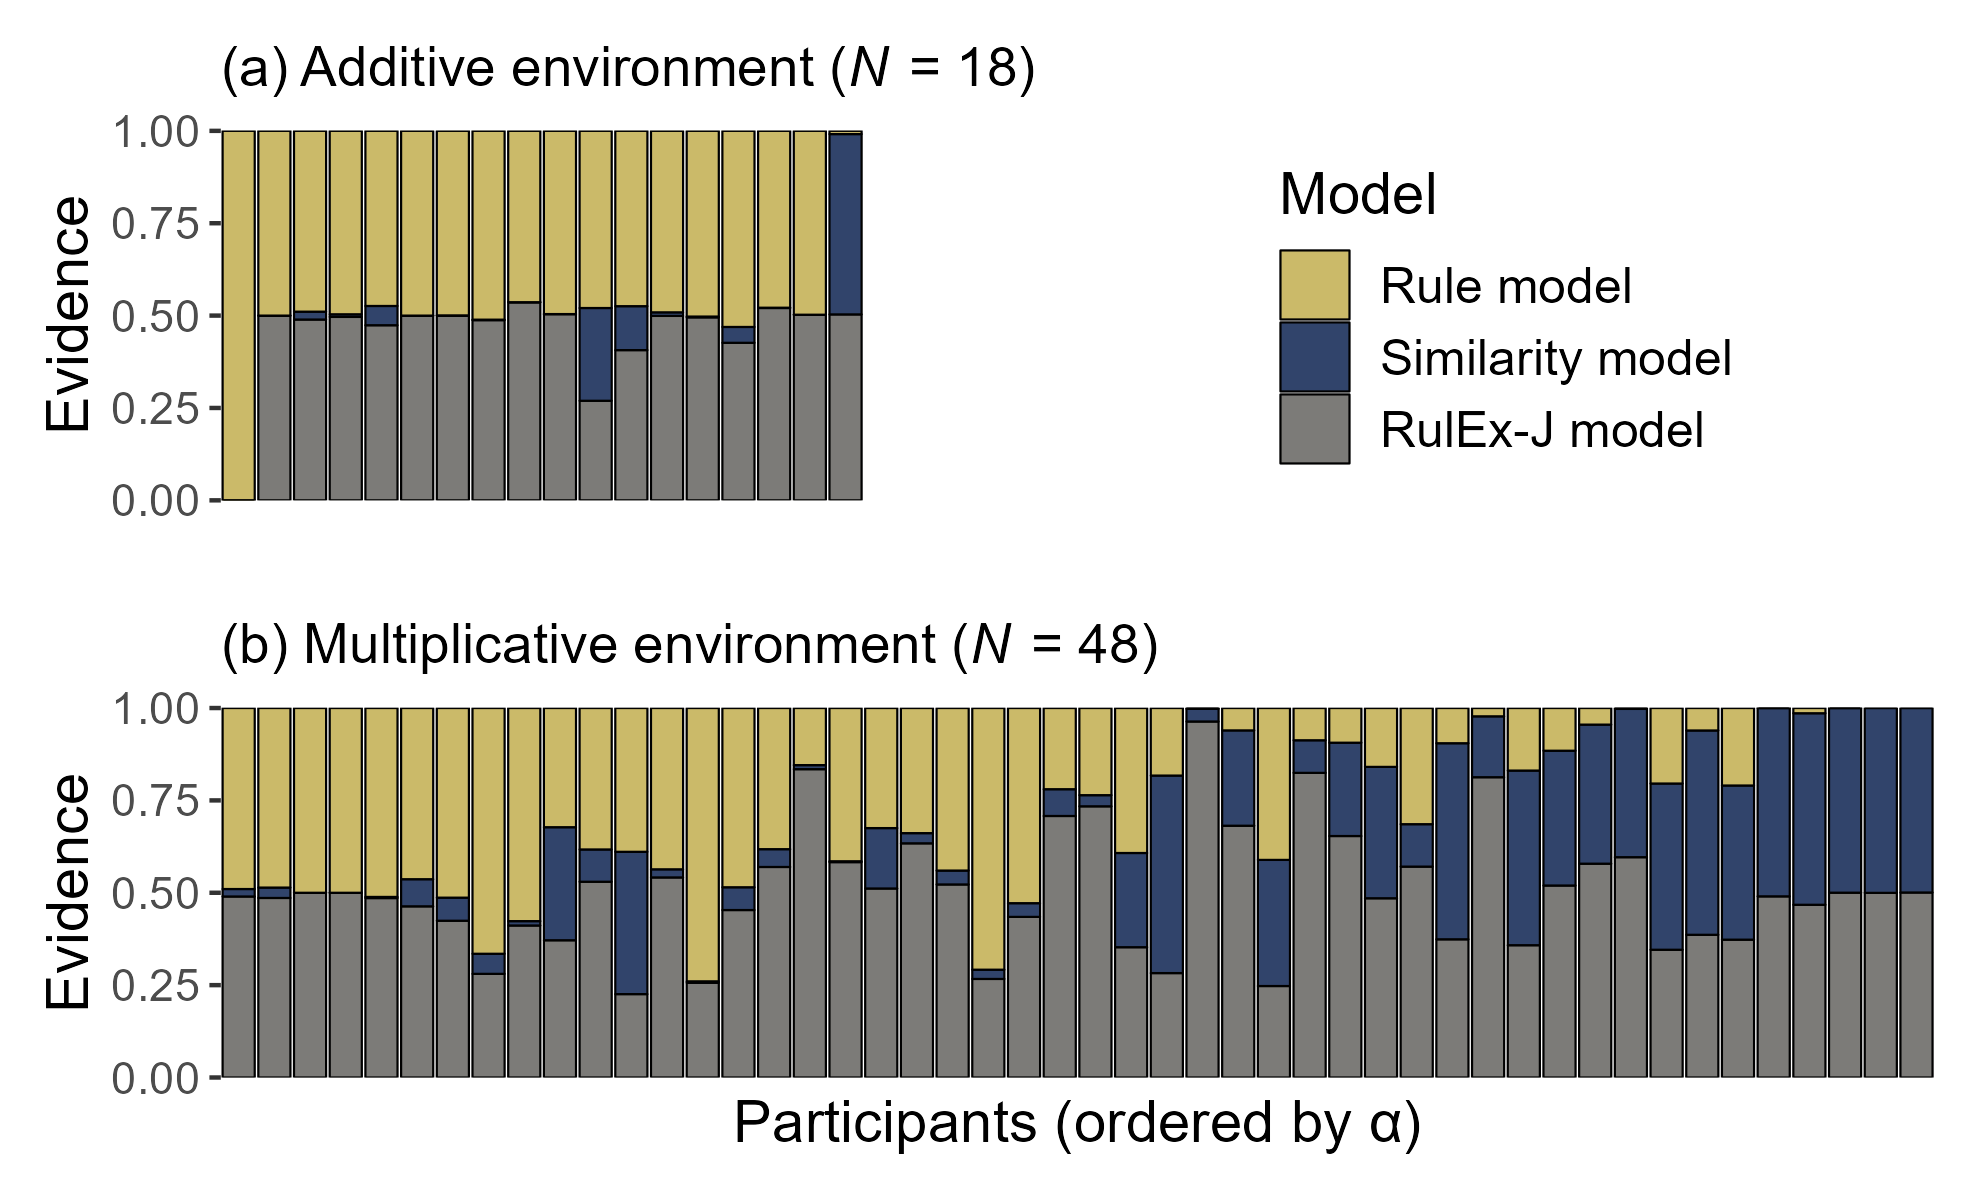 (a) Additive environment (N = 18)
1.00
0.75
0.50
0.25
0.00
Evidence
Model
Rule model
Similarity model
RulEx-J model
(b) Multiplicative environment (N = 48)
1.00
0.75
0.50
0.25
0.00
Evidence
Participants (ordered by α)